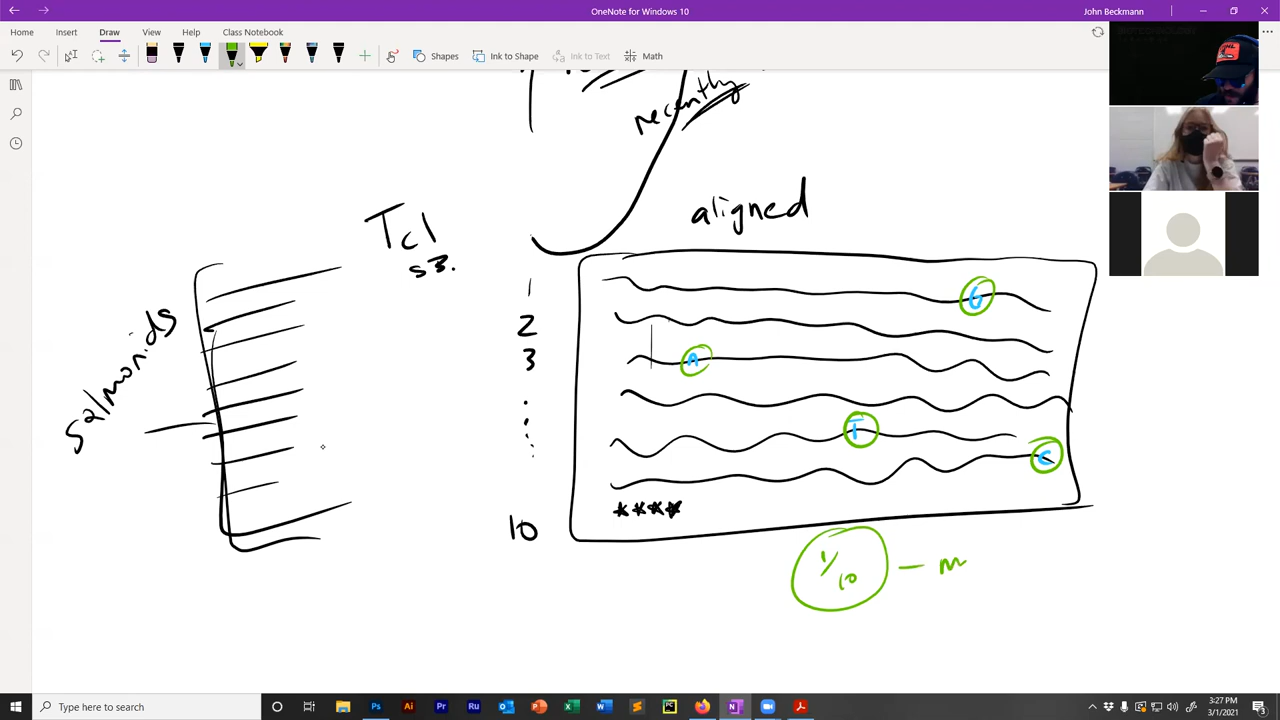 OneNote for Windows 10
John Beckmann
Home Insert Draw View Help Class Notebook
Shapes Ink to Shape Ink to Text Math
recently
aligned
Tc1
salmonids
1
2
3
10
G
A
T
C
****
1/10 — m
Type here to search
3:27 PM
3/1/2021